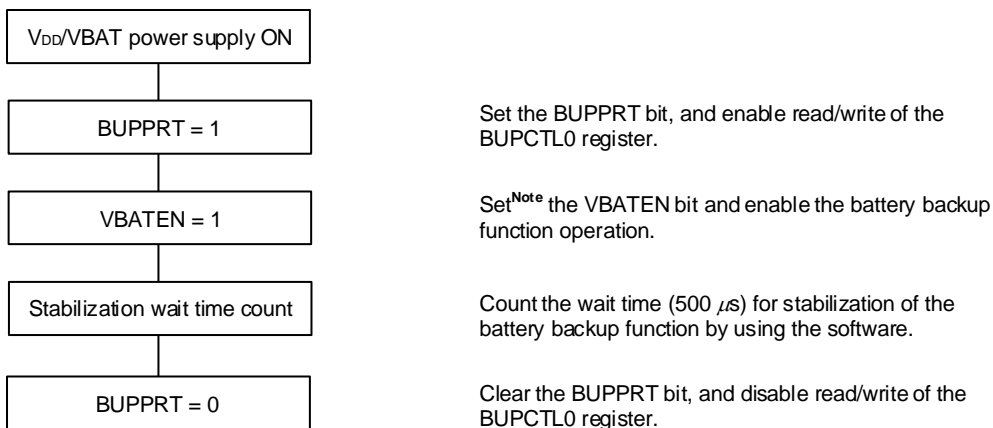 VDD/VBAT power supply ON
BUPPRT = 1
Set the BUPPRT bit, and enable read/write of the
BUPCTL0 register.
VBATEN = 1
SetNote the VBATEN bit and enable the battery backup
function operation.
Stabilization wait time count
Count the wait time (500 μs) for stabilization of the
battery backup function by using the software.
BUPPRT = 0
Clear the BUPPRT bit, and disable read/write of the
BUPCTL0 register.